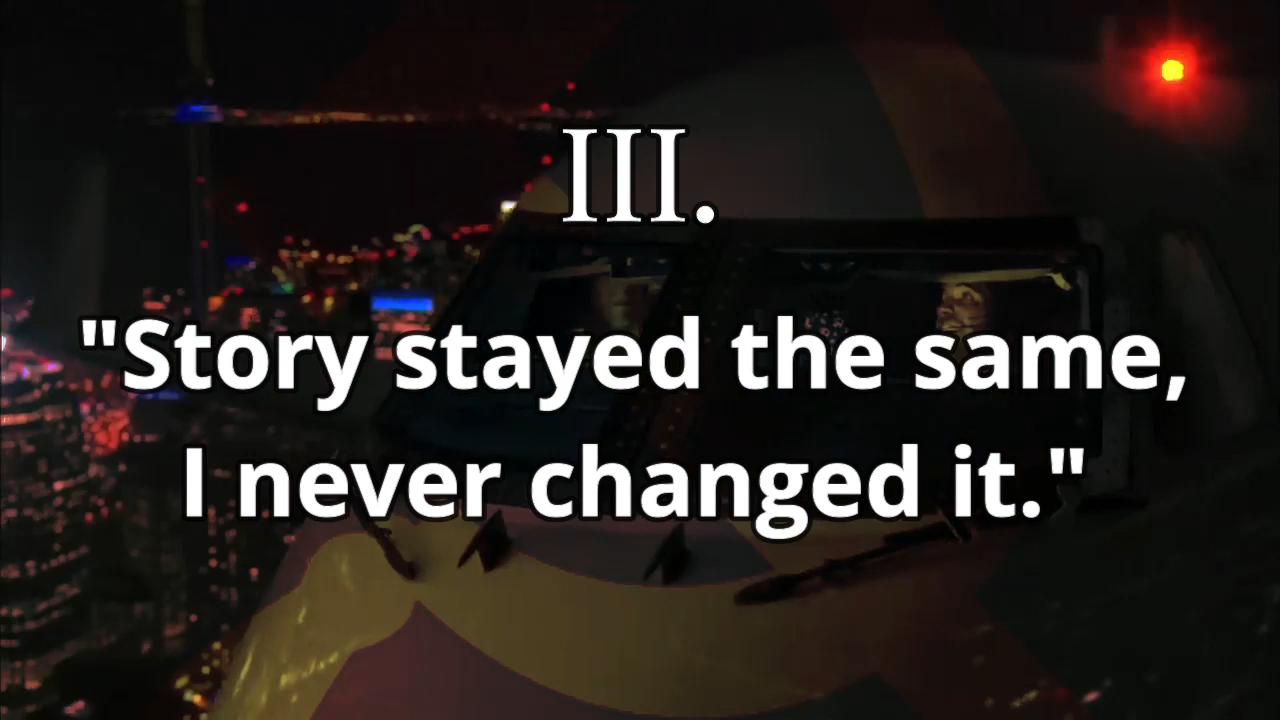 III.
"Story stayed the same,
I never changed it."